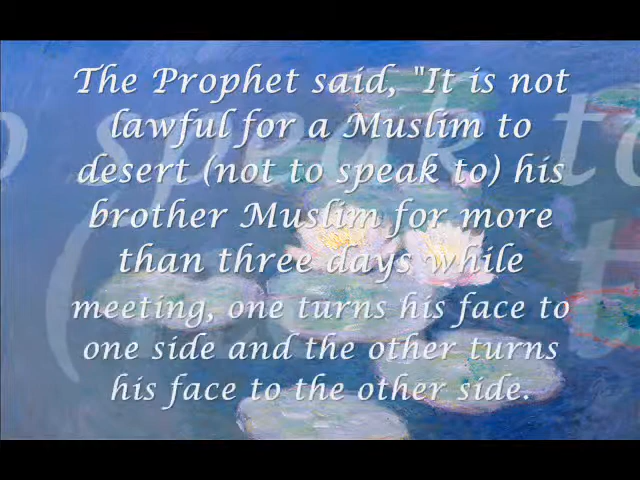 The Prophet said, "It is not
lawful for a Muslim to
desert (not to speak to) his
brother Muslim for more
than three days while
meeting, one turns his face to
one side and the other turns
his face to the other side.